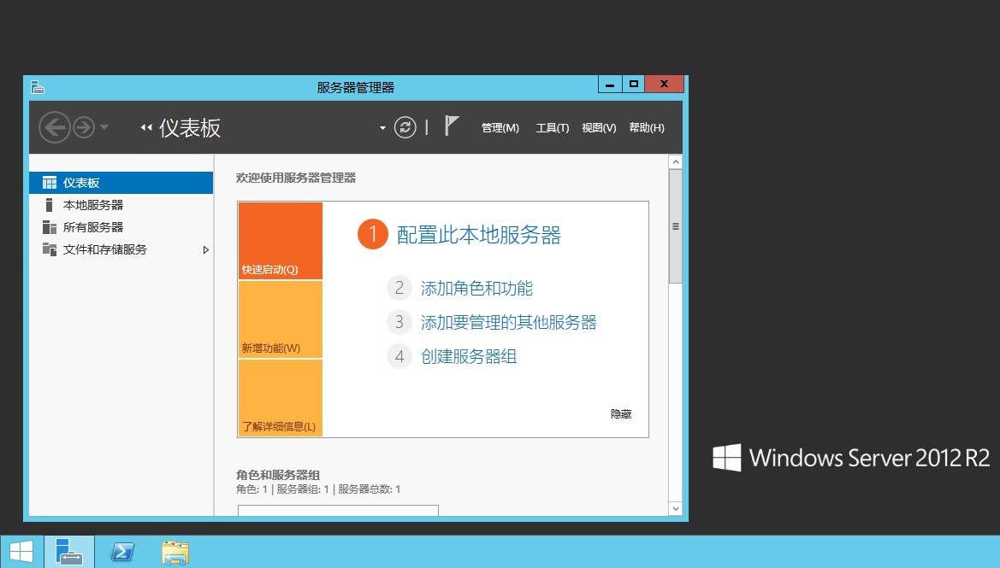 服务器管理器
仪表板
管理(M) 工具(T) 视图(V) 帮助(H)
仪表板
本地服务器
所有服务器
文件和存储服务
欢迎使用服务器管理器
快速启动(Q)
新增功能(W)
了解详细信息(L)
1 配置此本地服务器
2 添加角色和功能
3 添加要管理的其他服务器
4 创建服务器组
隐藏
角色和服务器组
角色: 1 | 服务器组: 1 | 服务器总数: 1
Windows Server 2012 R2